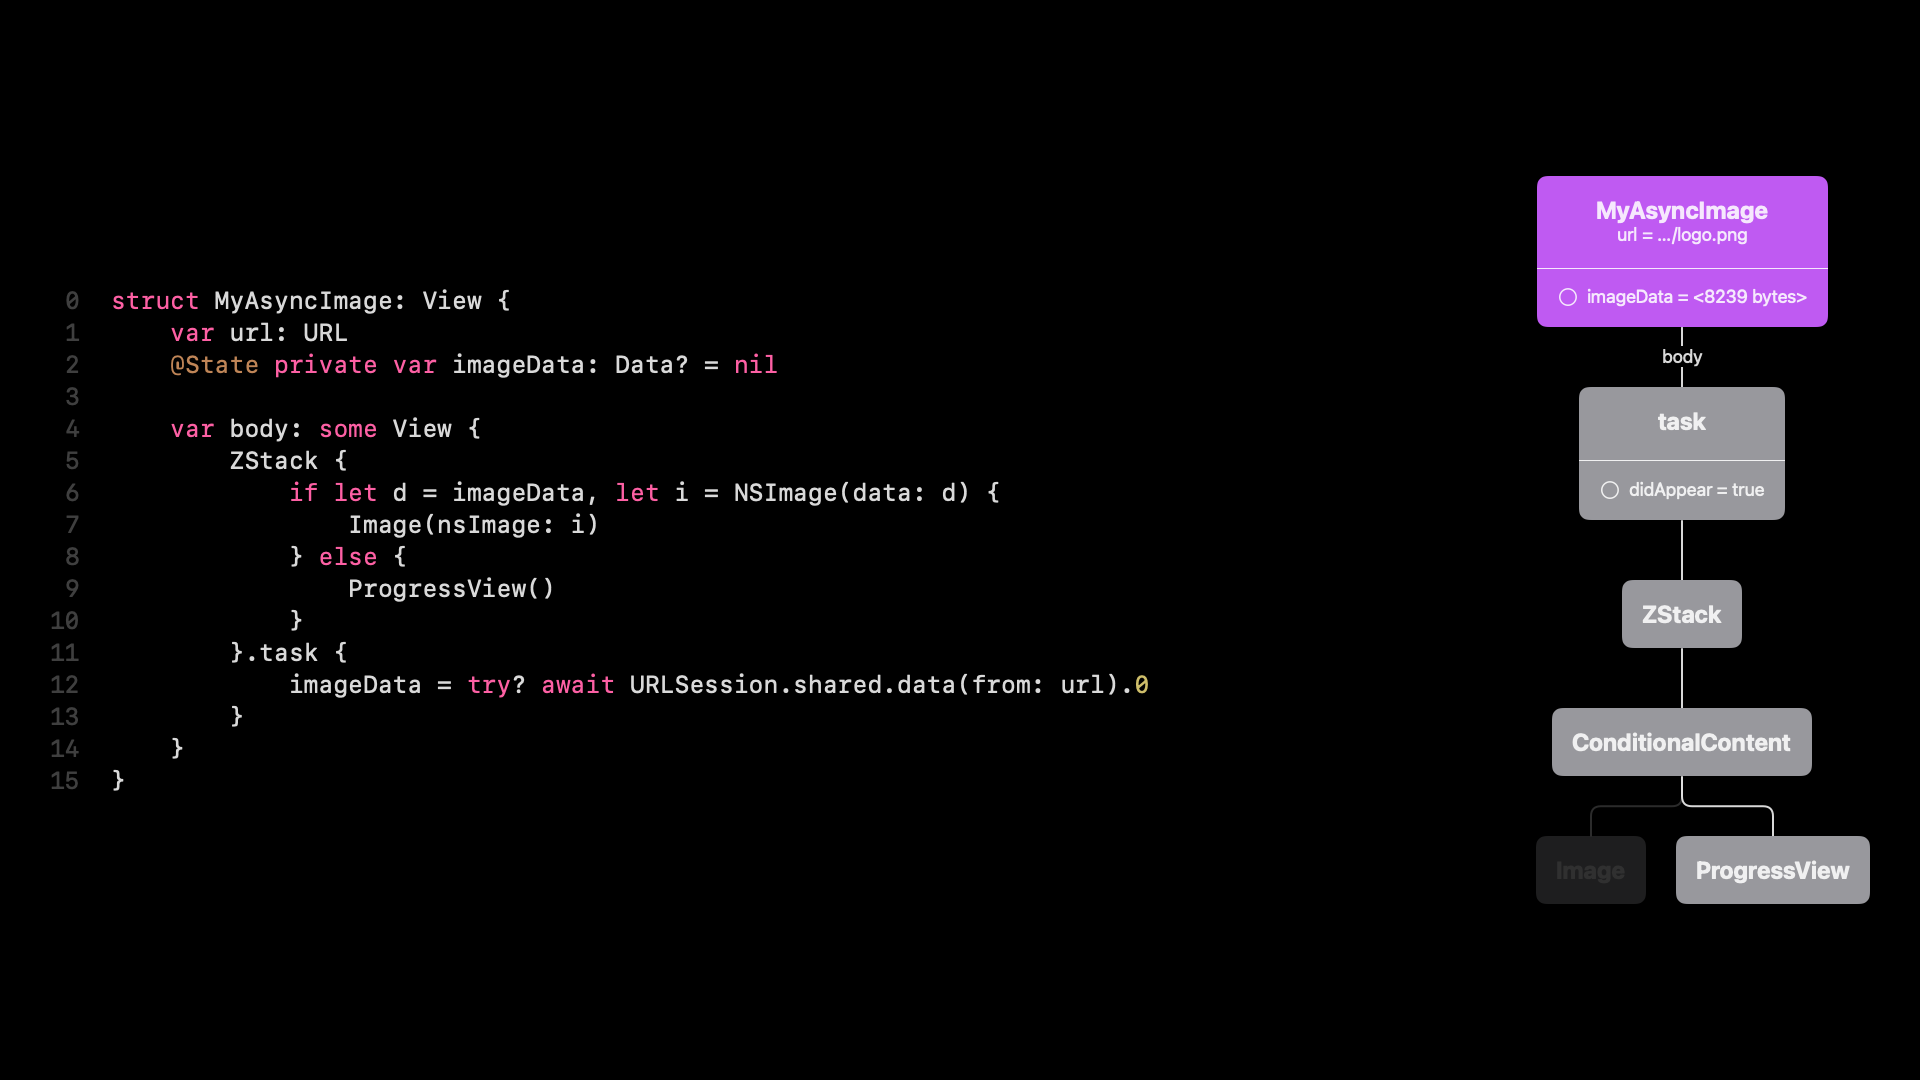 0 struct MyAsyncImage: View {
1 var url: URL
2 @State private var imageData: Data? = nil
3
4 var body: some View {
5 ZStack {
6 if let d = imageData, let i = NSImage(data: d) {
7 Image(nsImage: i)
8 } else {
9 ProgressView()
10 }
11 }.task {
12 imageData = try? await URLSession.shared.data(from: url).0
13 }
14 }
15 }
MyAsyncImage
url = .../logo.png
imageData = <8239 bytes>
body
task
didAppear = true
ZStack
ConditionalContent
Image
ProgressView